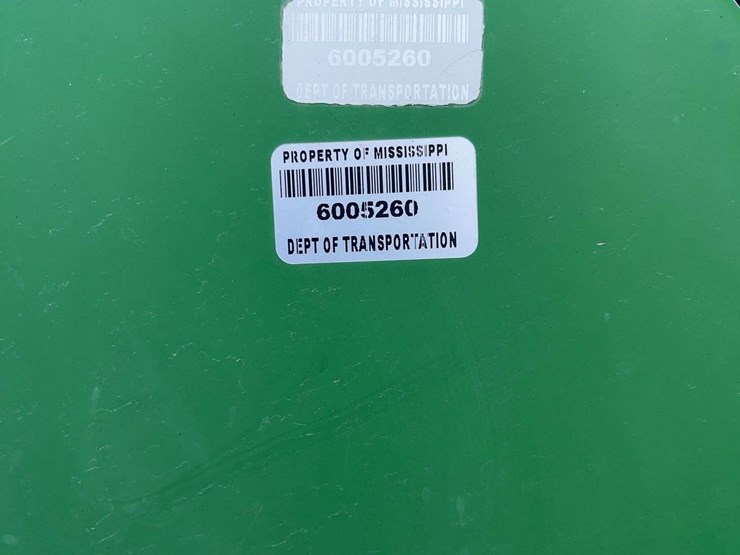 PROPERTY OF MISSISSIPPI
6005260
DEPT OF TRANSPORTATION
PROPERTY OF MISSISSIPPI
6005260
DEPT OF TRANSPORTATION